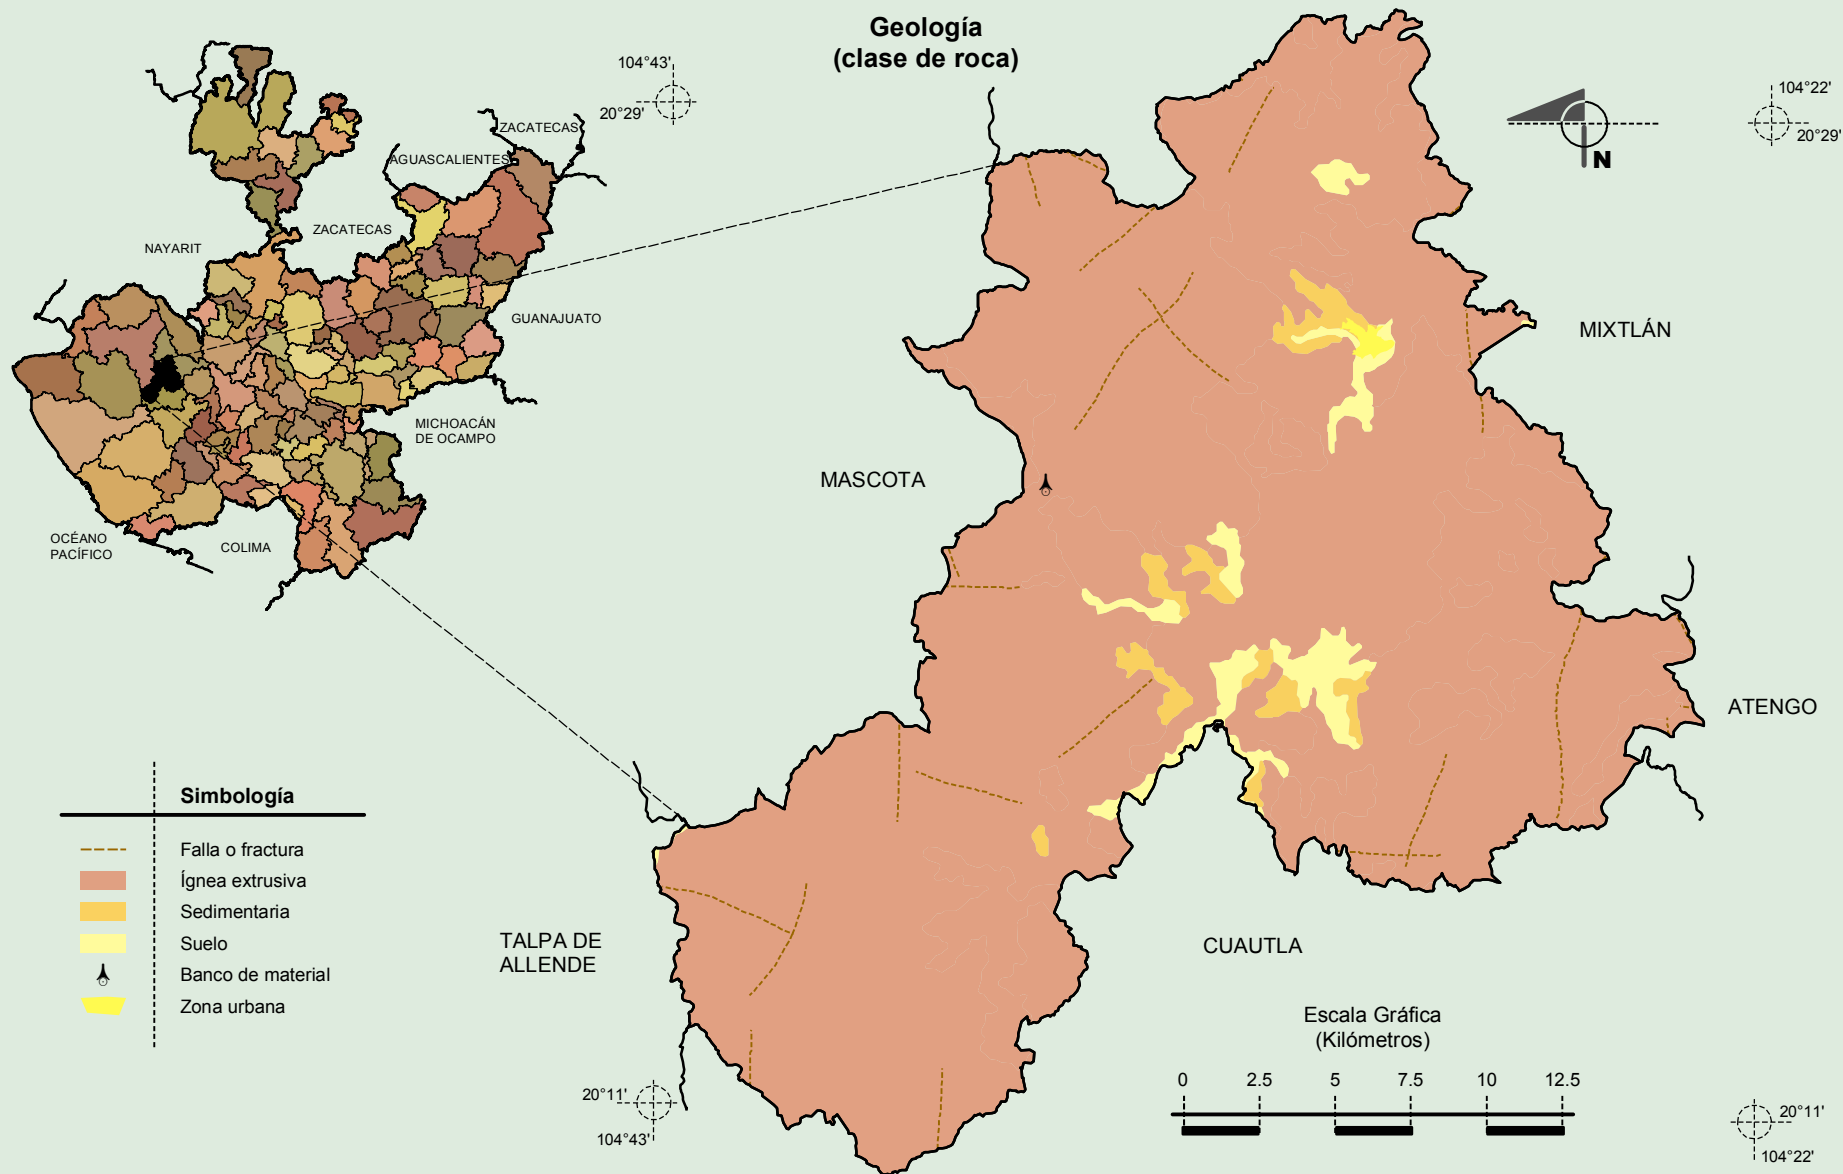 Geología
(clase de roca)
104°43'
20°29'
104°22'
20°29'
N
ZACATECAS
AGUASCALIENTES
ZACATECAS
NAYARIT
GUANAJUATO
MICHOACÁN
DE OCAMPO
OCÉANO
PACÍFICO
COLIMA
MIXTLÁN
MASCOTA
ATENGO
TALPA DE
ALLENDE
CUAUTLA
Simbología
Falla o fractura
Ígnea extrusiva
Sedimentaria
Suelo
Banco de material
Zona urbana
Escala Gráfica
(Kilómetros)
0 2.5 5 7.5 10 12.5
20°11'
104°43'
20°11'
104°22'